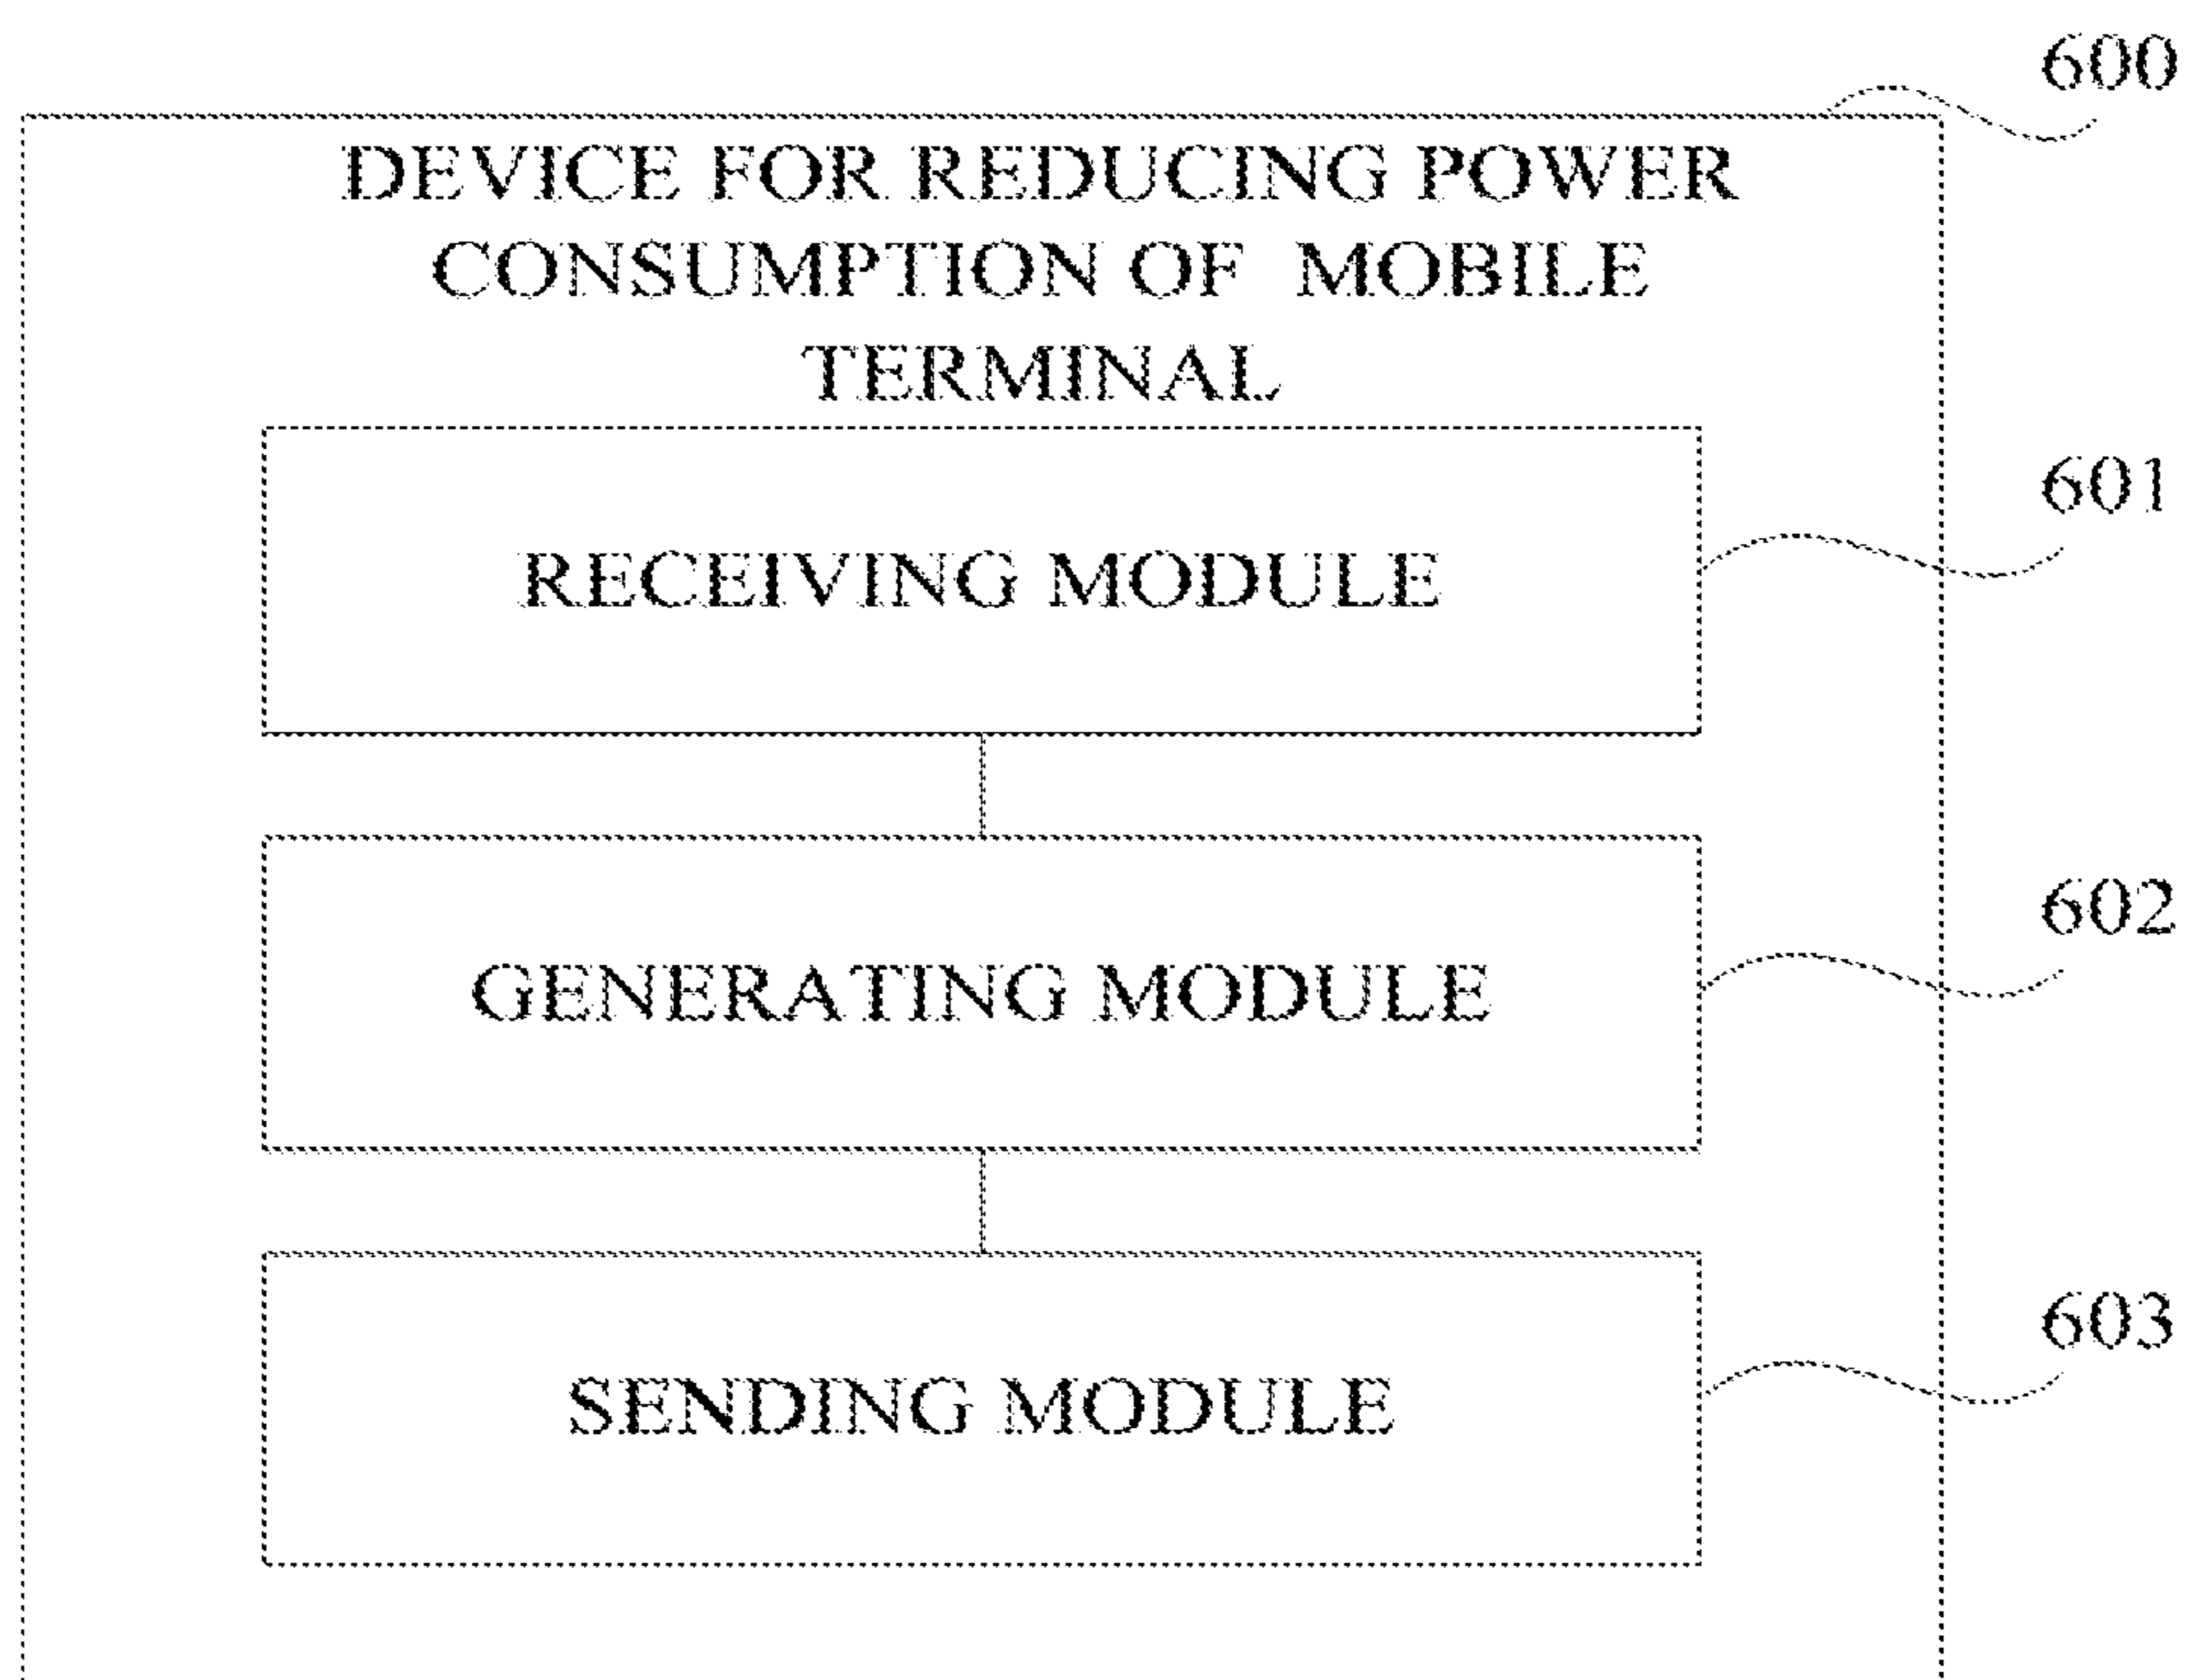 600
DEVICE FOR REDUCING POWER
CONSUMPTION OF MOBILE
TERMINAL
601
RECEIVING MODULE
602
GENERATING MODULE
603
SENDING MODULE